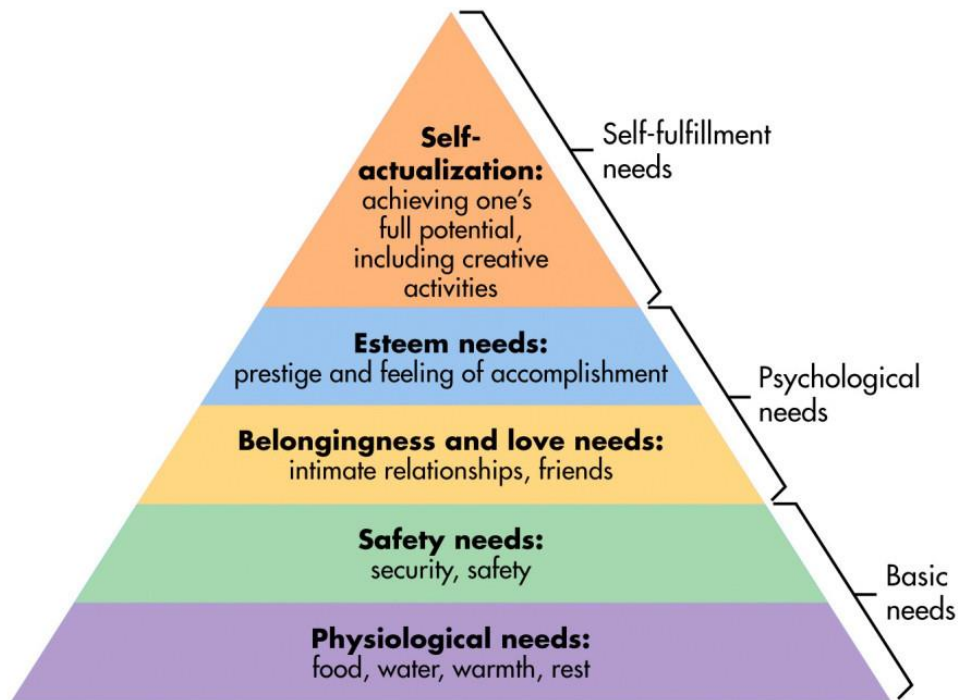 Self-
actualization:
achieving one's
full potential,
including creative
activities
Self-fulfillment
needs
Esteem needs:
prestige and feeling of accomplishment
Psychological
needs
Belongingness and love needs:
intimate relationships, friends
Safety needs:
security, safety
Basic
needs
Physiological needs:
food, water, warmth, rest